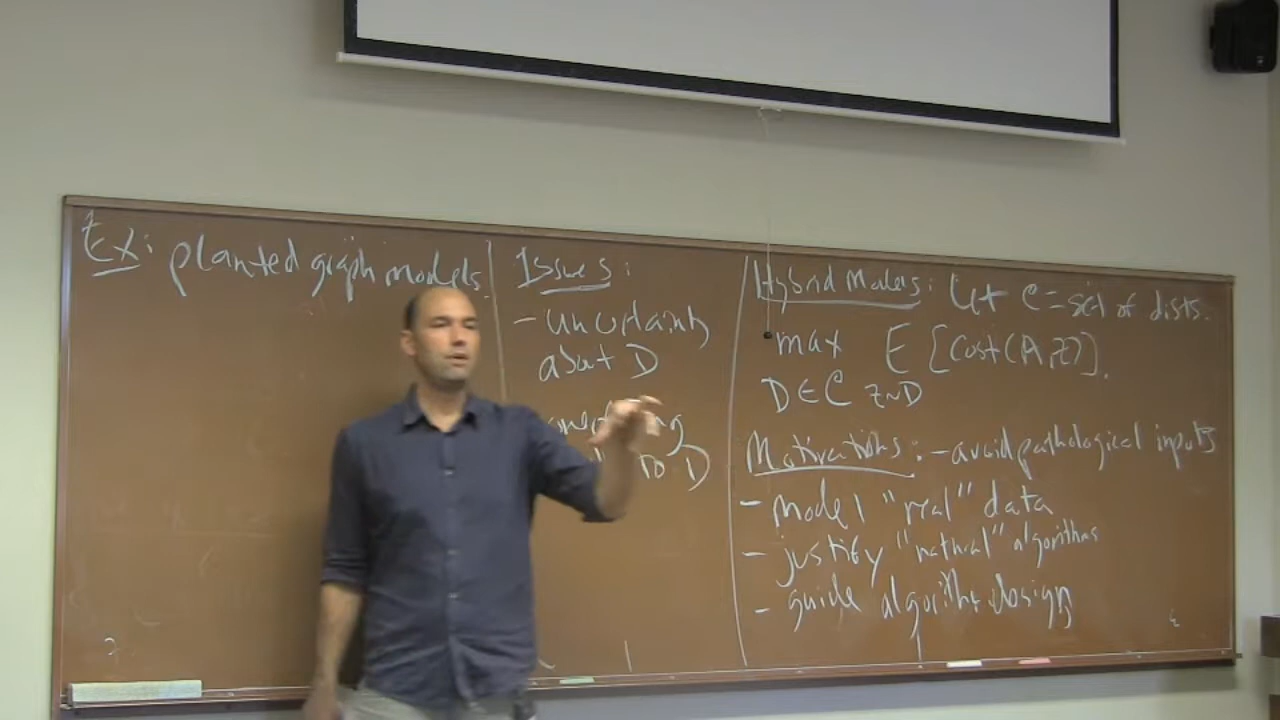 Ex: planted graph models
Issues:
- uncertainty
about D
to D
Hybrid Models: Let C = set of dists.
max E [cost(A,z)].
D ∈ C z~D
Motivations: - avoid pathological inputs
- model "real" data
- justify "natural" algorithms
- guide algorithm design